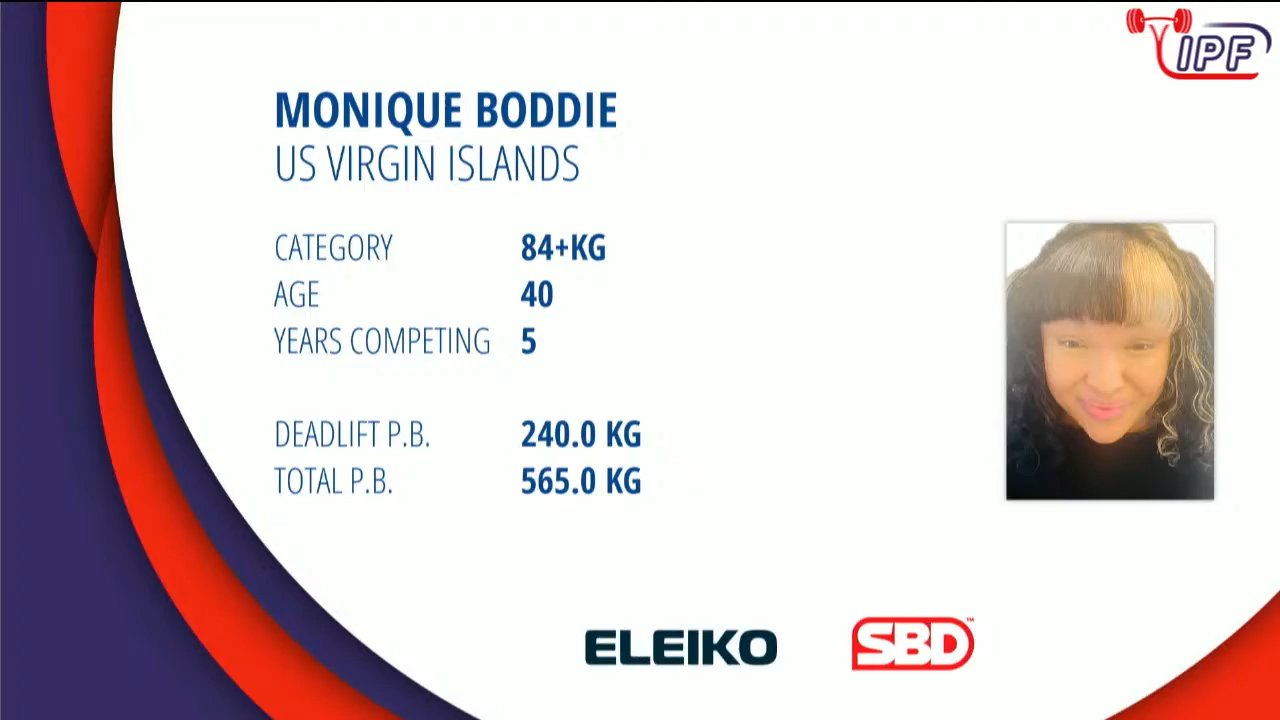 IPF
MONIQUE BODDIE
US VIRGIN ISLANDS
CATEGORY 84+KG
AGE 40
YEARS COMPETING 5
DEADLIFT P.B. 240.0 KG
TOTAL P.B. 565.0 KG
ELEIKO SBD™